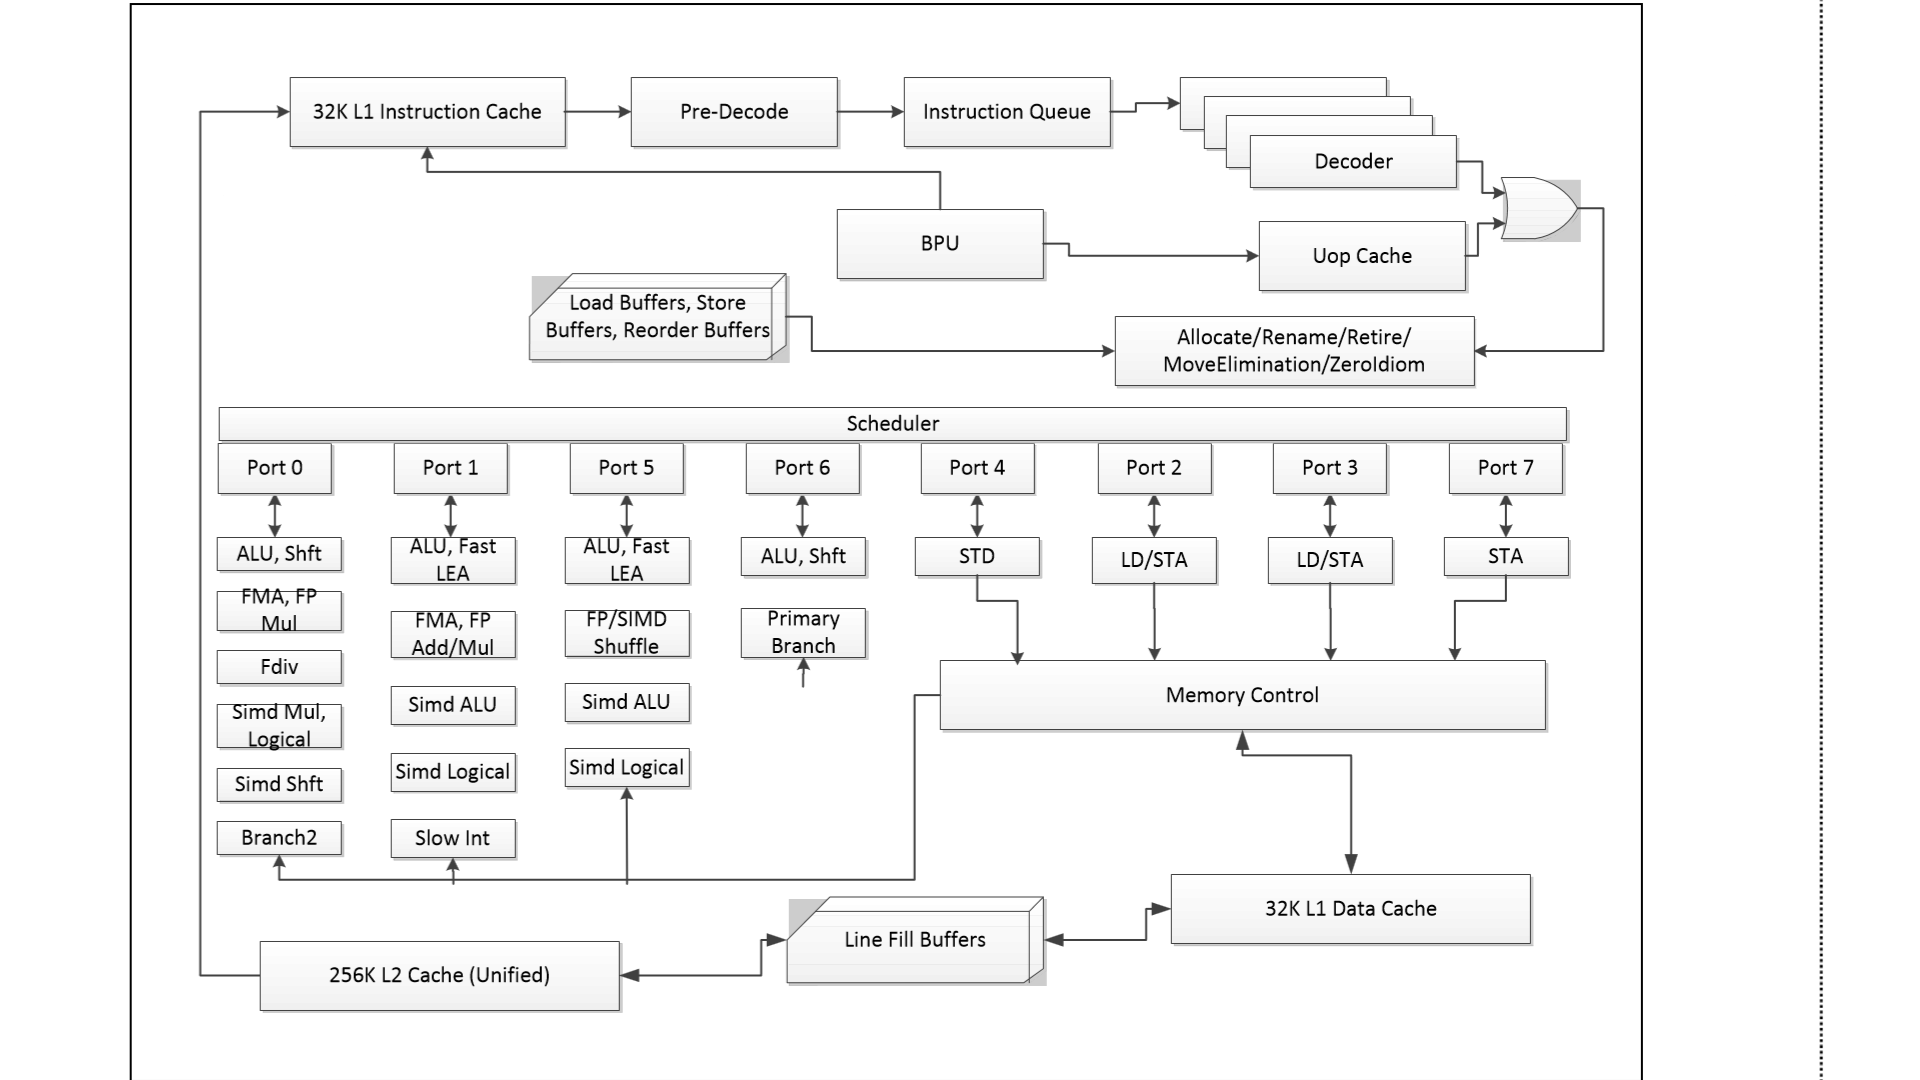 32K L1 Instruction Cache
Pre-Decode
Instruction Queue
Decoder
BPU
Uop Cache
Load Buffers, Store
Buffers, Reorder Buffers
Allocate/Rename/Retire/
MoveElimination/ZeroIdiom
Scheduler
Port 0
Port 1
Port 5
Port 6
Port 4
Port 2
Port 3
Port 7
ALU, Shft
ALU, Fast
LEA
ALU, Fast
LEA
ALU, Shft
STD
LD/STA
LD/STA
STA
FMA, FP
Mul
FMA, FP
Add/Mul
FP/SIMD
Shuffle
Primary
Branch
Fdiv
Simd ALU
Simd ALU
Memory Control
Simd Mul,
Logical
Simd Logical
Simd Logical
Simd Shft
Branch2
Slow Int
32K L1 Data Cache
Line Fill Buffers
256K L2 Cache (Unified)